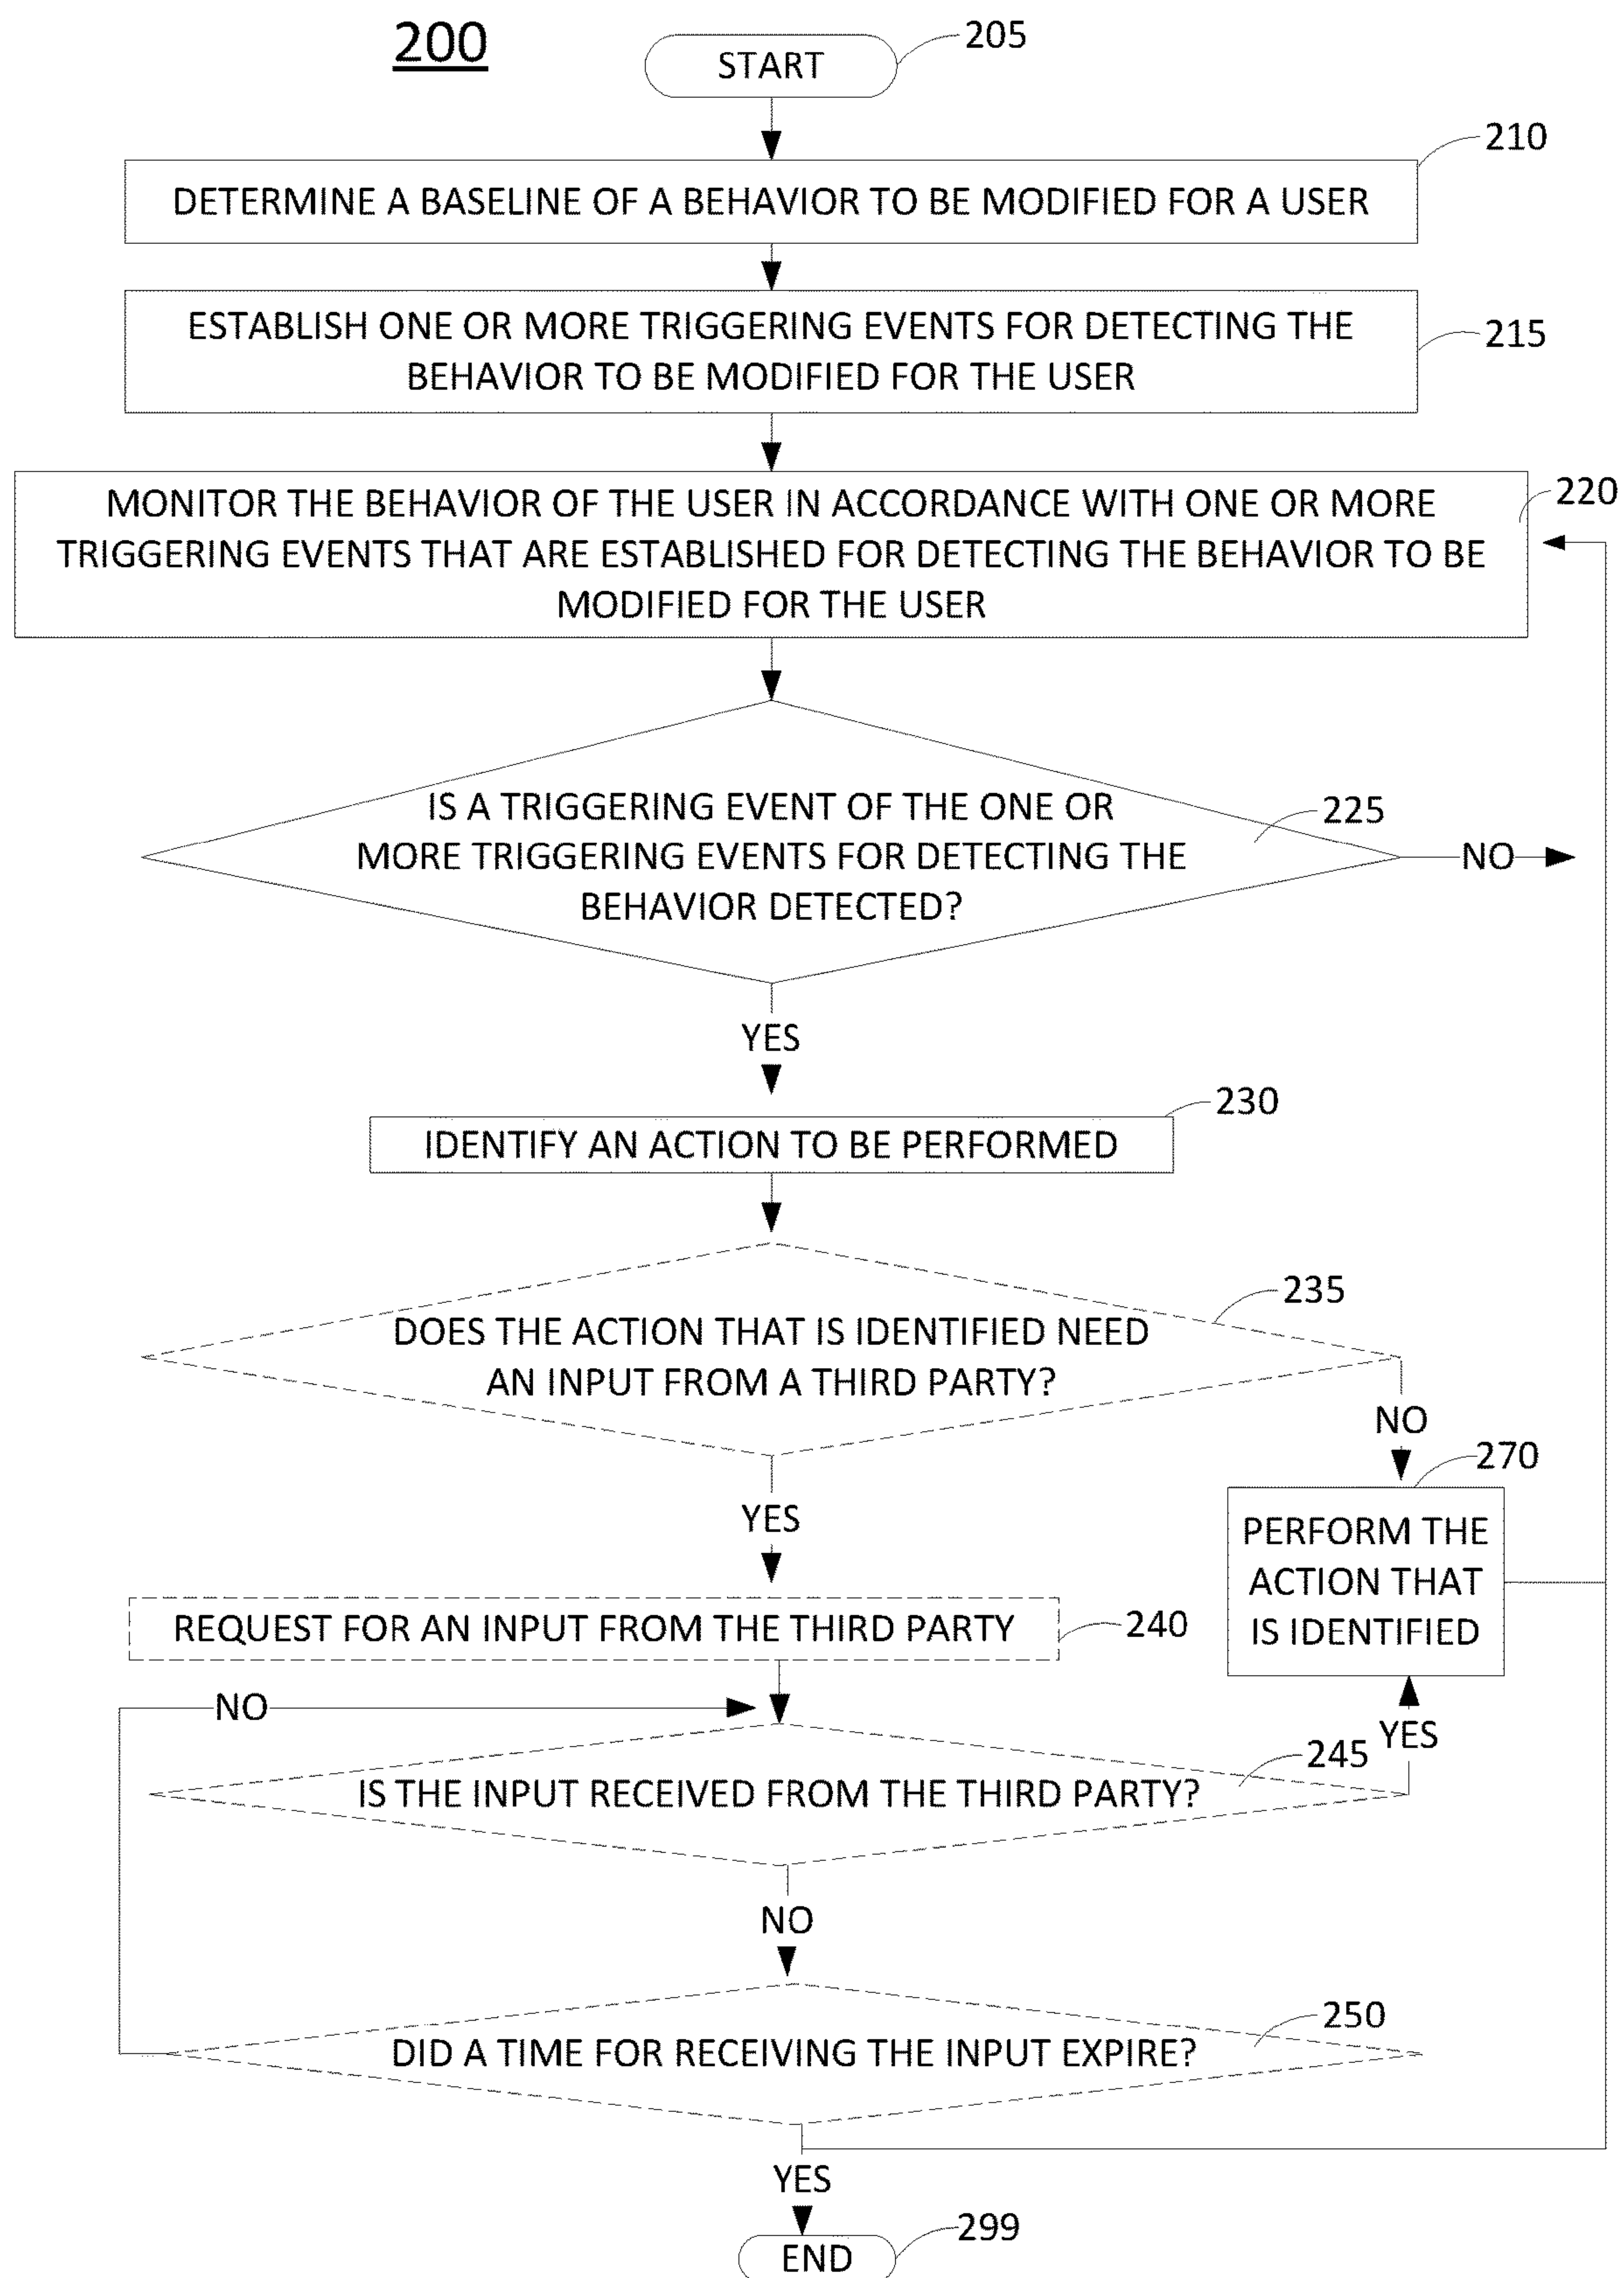 200
START
205
210
DETERMINE A BASELINE OF A BEHAVIOR TO BE MODIFIED FOR A USER
ESTABLISH ONE OR MORE TRIGGERING EVENTS FOR DETECTING THE
BEHAVIOR TO BE MODIFIED FOR THE USER
215
MONITOR THE BEHAVIOR OF THE USER IN ACCORDANCE WITH ONE OR MORE
TRIGGERING EVENTS THAT ARE ESTABLISHED FOR DETECTING THE BEHAVIOR TO BE
MODIFIED FOR THE USER
220
IS A TRIGGERING EVENT OF THE ONE OR
MORE TRIGGERING EVENTS FOR DETECTING THE
BEHAVIOR DETECTED?
225
NO
YES
230
IDENTIFY AN ACTION TO BE PERFORMED
235
DOES THE ACTION THAT IS IDENTIFIED NEED
AN INPUT FROM A THIRD PARTY?
NO
270
YES
PERFORM THE
ACTION THAT
IS IDENTIFIED
REQUEST FOR AN INPUT FROM THE THIRD PARTY
240
NO
YES
245
IS THE INPUT RECEIVED FROM THE THIRD PARTY?
NO
250
DID A TIME FOR RECEIVING THE INPUT EXPIRE?
YES
299
END